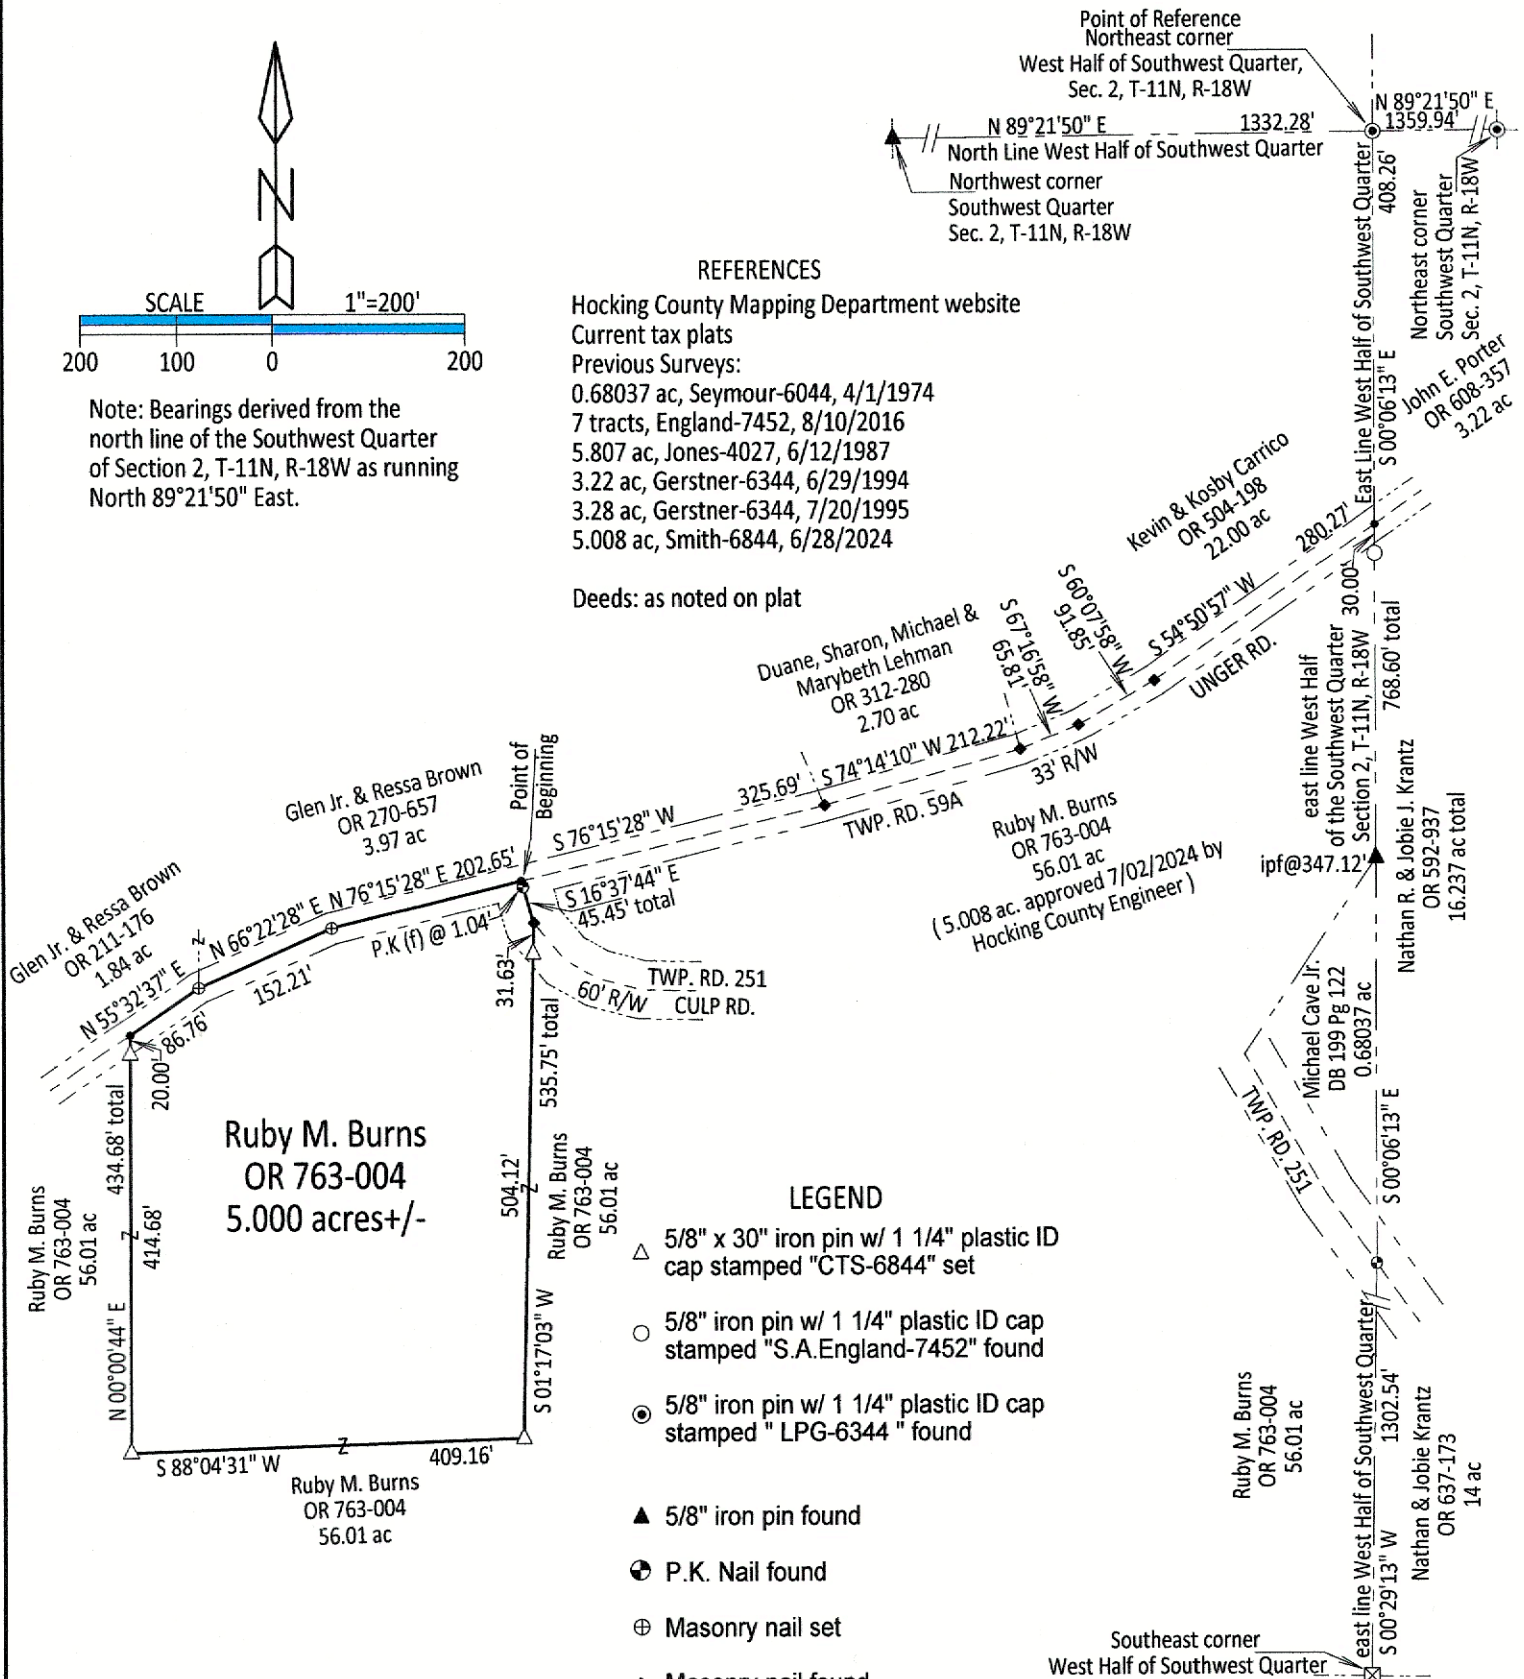 Point of Reference
Northeast corner
West Half of Southwest Quarter,
Sec. 2, T-11N, R-18W
N 89°21'50" E
1332.28'
North Line West Half of Southwest Quarter
Northwest corner
Southwest Quarter
Sec. 2, T-11N, R-18W
N 89°21'50" E
1359.94'
Northeast corner
Southwest Quarter
Sec. 2, T-11N, R-18W
East Line West Half of Southwest Quarter
408.26'
S 00°06'13" E
John E. Porter
OR 608-357
3.22 ac
N
SCALE 1"=200'
200 100 0 200
Note: Bearings derived from the
north line of the Southwest Quarter
of Section 2, T-11N, R-18W as running
North 89°21'50" East.
REFERENCES
Hocking County Mapping Department website
Current tax plats
Previous Surveys:
0.68037 ac, Seymour-6044, 4/1/1974
7 tracts, England-7452, 8/10/2016
5.807 ac, Jones-4027, 6/12/1987
3.22 ac, Gerstner-6344, 6/29/1994
3.28 ac, Gerstner-6344, 7/20/1995
5.008 ac, Smith-6844, 6/28/2024
Deeds: as noted on plat
Kevin & Kosby Carrico
OR 504-198
22.00 ac
280.27'
S 54°50'57" W
UNGER RD.
S 60°07'58" W
91.85'
S 67°16'58" W
65.81'
Duane, Sharon, Michael &
Marybeth Lehman
OR 312-280
2.70 ac
S 74°14'10" W 212.22'
325.69'
S 76°15'28" W
TWP. RD. 59A
33' R/W
Ruby M. Burns
OR 763-004
56.01 ac
( 5.008 ac. approved 7/02/2024 by
Hocking County Engineer )
30.00'
768.60' total
east line West Half
of the Southwest Quarter
Section 2, T-11N, R-18W
ipf@347.12'
Nathan R. & Jobie J. Krantz
OR 592-937
16.237 ac total
Michael Cave Jr.
DB 199 Pg 122
0.68037 ac
S 00°06'13" E
TWP. RD. 251
Point of
Beginning
Glen Jr. & Ressa Brown
OR 270-657
3.97 ac
N 76°15'28" E 202.65'
Glen Jr. & Ressa Brown
OR 211-176
1.84 ac
N 66°22'28" E
152.21'
N 55°32'37" E
86.76'
20.00'
P.K (f) @ 1.04'
S 16°37'44" E
45.45' total
31.63'
60' R/W
TWP. RD. 251
CULP RD.
535.75' total
504.12'
S 01°17'03" W
Ruby M. Burns
OR 763-004
56.01 ac
Ruby M. Burns
OR 763-004
5.000 acres+/-
434.68' total
414.68'
N 00°00'44" E
Ruby M. Burns
OR 763-004
56.01 ac
S 88°04'31" W
409.16'
Ruby M. Burns
OR 763-004
56.01 ac
LEGEND
5/8" x 30" iron pin w/ 1 1/4" plastic ID
cap stamped "CTS-6844" set
5/8" iron pin w/ 1 1/4" plastic ID cap
stamped "S.A.England-7452" found
5/8" iron pin w/ 1 1/4" plastic ID cap
stamped " LPG-6344 " found
5/8" iron pin found
P.K. Nail found
Masonry nail set
Masonry nail found
Ruby M. Burns
OR 763-004
56.01 ac
east line West Half of Southwest Quarter
1302.54'
S 00°29'13" W
Nathan & Jobie Krantz
OR 637-173
14 ac
Southeast corner
West Half of Southwest Quarter